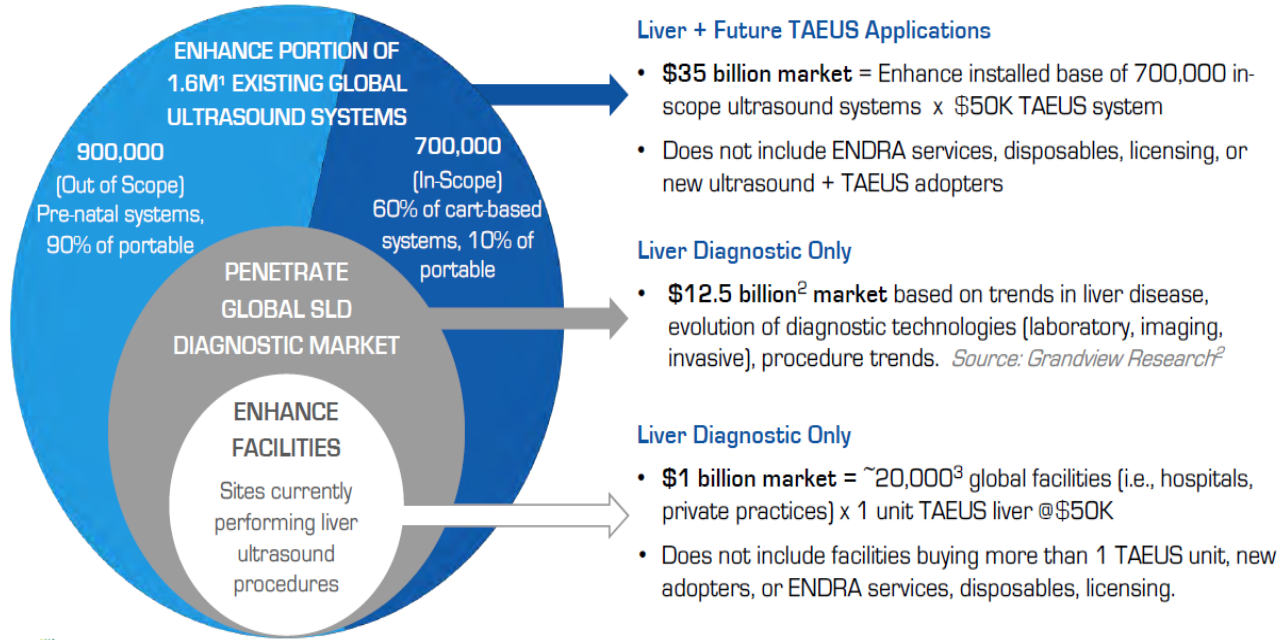 ENHANCE PORTION OF
1.6M¹ EXISTING GLOBAL
ULTRASOUND SYSTEMS
900,000
(Out of Scope)
Pre-natal systems,
90% of portable
700,000
(In-Scope)
60% of cart-based
systems, 10% of
portable
PENETRATE
GLOBAL SLD
DIAGNOSTIC MARKET
ENHANCE
FACILITIES
Sites currently
performing liver
ultrasound
procedures
Liver + Future TAEUS Applications
• $35 billion market = Enhance installed base of 700,000 in-
scope ultrasound systems x $50K TAEUS system
• Does not include ENDRA services, disposables, licensing, or
new ultrasound + TAEUS adopters
Liver Diagnostic Only
• $12.5 billion² market based on trends in liver disease,
evolution of diagnostic technologies (laboratory, imaging,
invasive), procedure trends. Source: Grandview Research²
Liver Diagnostic Only
• $1 billion market = ~20,000³ global facilities (i.e., hospitals,
private practices) x 1 unit TAEUS liver @$50K
• Does not include facilities buying more than 1 TAEUS unit, new
adopters, or ENDRA services, disposables, licensing.